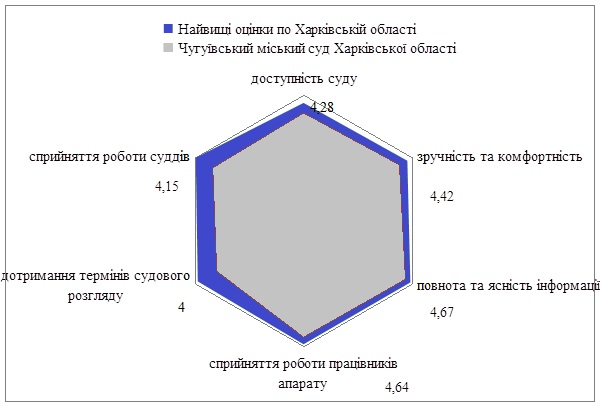 Найвищі оцінки по Харківській області
Чугуївський міський суд Харківської області
доступність суду
4,28
сприйняття роботи суддів
зручність та комфортність
4,15
4,42
дотримання термінів судового
розгляду
повнота та ясність інформації
4
4,67
сприйняття роботи працівників
апарату
4,64